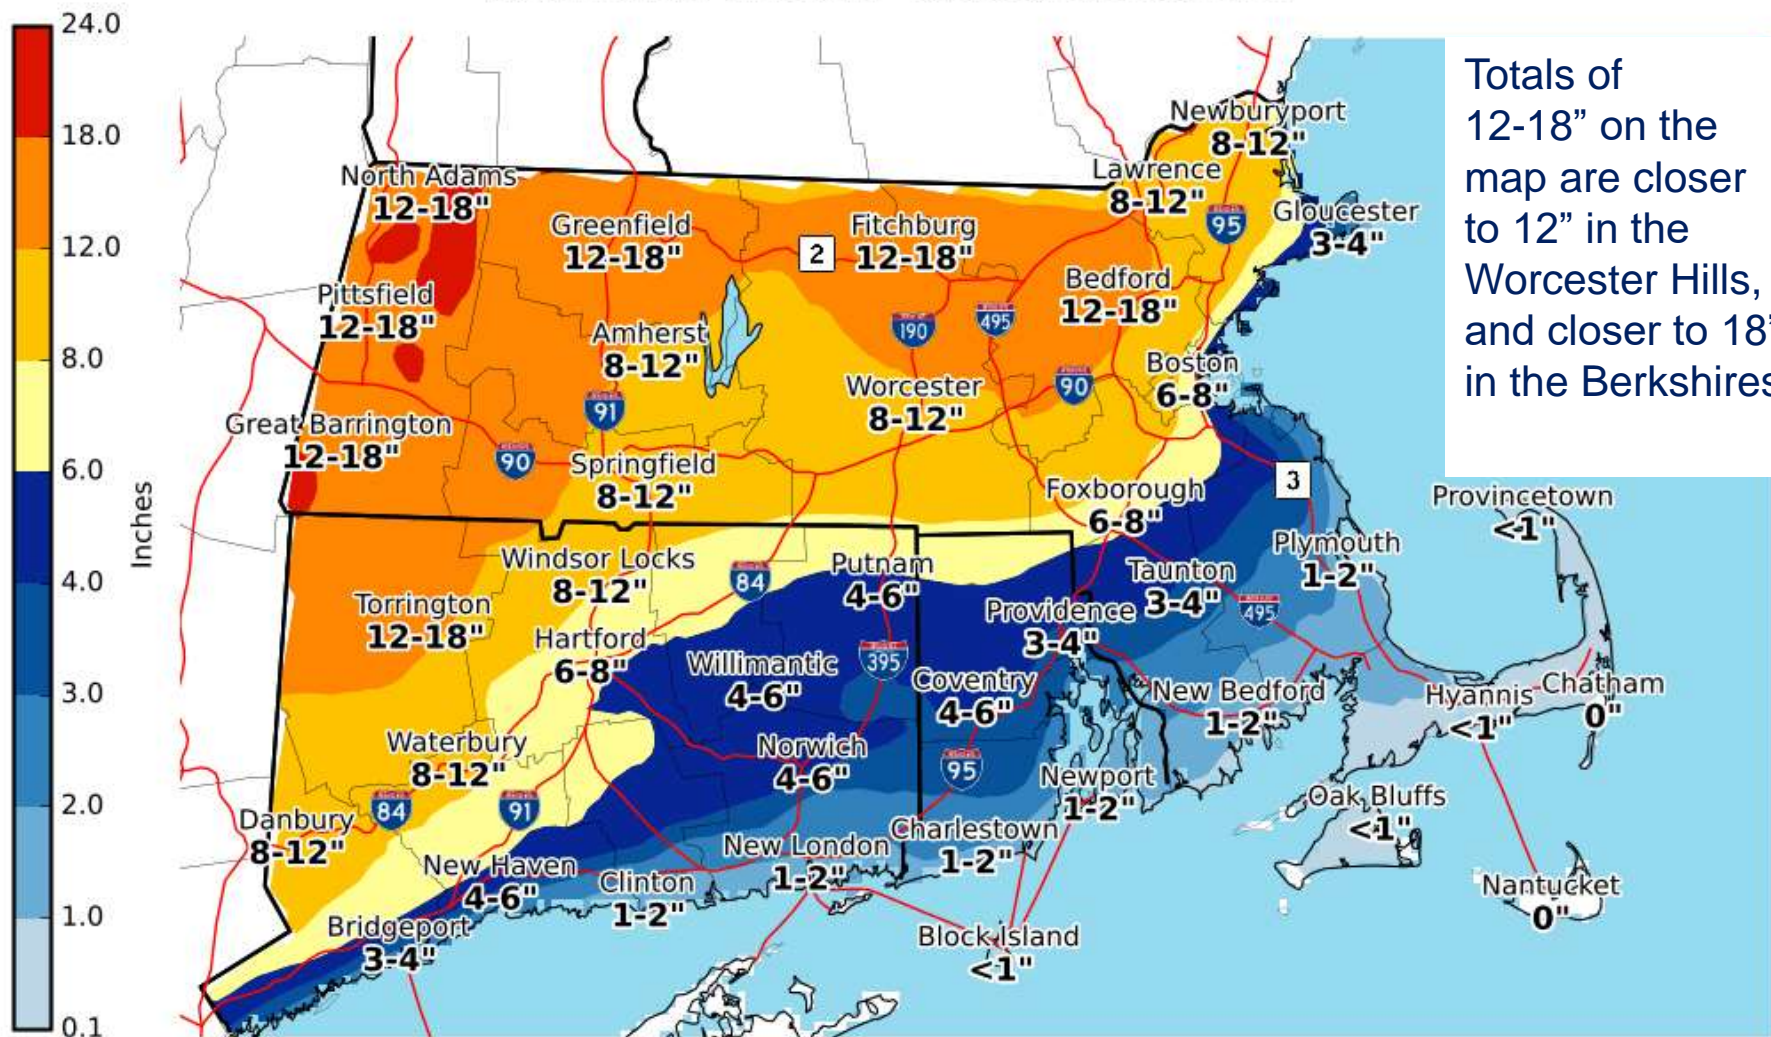 24.0
18.0
12.0
8.0
6.0
4.0
3.0
2.0
1.0
0.1
Inches
Totals of
12-18” on the
map are closer
to 12” in the
Worcester Hills,
and closer to 18”
in the Berkshires
Newburyport
8-12"
Lawrence
8-12"
North Adams
12-18"
95
Gloucester
3-4"
Greenfield
12-18"
2
Fitchburg
12-18"
Bedford
12-18"
Pittsfield
12-18"
190
495
Amherst
8-12"
Boston
6-8"
91
Worcester
8-12"
90
Great Barrington
12-18"
90
Springfield
8-12"
3
Foxborough
6-8"
Provincetown
<1"
Windsor Locks
8-12"
84
Putnam
4-6"
Plymouth
1-2"
Taunton
3-4"
495
Torrington
12-18"
Providence
3-4"
Hartford
6-8"
395
Willimantic
4-6"
Coventry
4-6"
New Bedford
1-2"
Hyannis
<1"
Chatham
0"
Waterbury
8-12"
Norwich
4-6"
95
Newport
1-2"
84
91
Oak Bluffs
<1"
Danbury
8-12"
New London
1-2"
Charlestown
1-2"
New Haven
4-6"
Clinton
1-2"
Nantucket
0"
Bridgeport
3-4"
Block Island
<1"